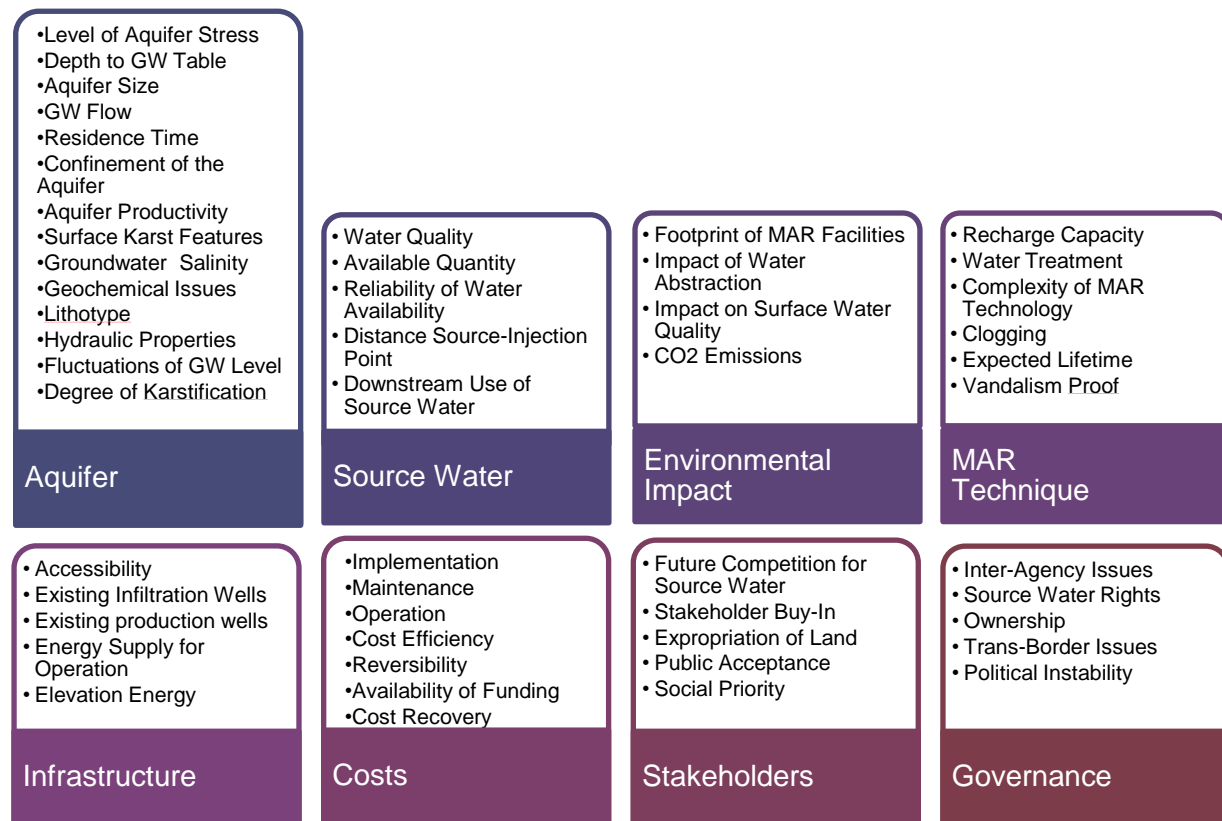 •Level of Aquifer Stress
•Depth to GW Table
•Aquifer Size
•GW Flow
•Residence Time
•Confinement of the
Aquifer
•Aquifer Productivity
•Surface Karst Features
•Groundwater  Salinity
•Geochemical Issues
•Lithotype
•Hydraulic Properties
•Fluctuations of GW Level
•Degree of Karstification
Aquifer
• Water Quality
• Available Quantity
• Reliability of Water
Availability
• Distance Source-Injection
Point
• Downstream Use of
Source Water
Source Water
• Footprint of MAR Facilities
• Impact of Water
Abstraction
• Impact on Surface Water
Quality
• CO2 Emissions
Environmental
Impact
• Recharge Capacity
• Water Treatment
• Complexity of MAR
Technology
• Clogging
• Expected Lifetime
• Vandalism Proof
MAR
Technique
• Accessibility
• Existing Infiltration Wells
• Existing production wells
• Energy Supply for
Operation
• Elevation Energy
Infrastructure
•Implementation
•Maintenance
•Operation
•Cost Efficiency
•Reversibility
•Availability of Funding
•Cost Recovery
Costs
• Future Competition for
Source Water
• Stakeholder Buy-In
• Expropriation of Land
• Public Acceptance
• Social Priority
Stakeholders
• Inter-Agency Issues
• Source Water Rights
• Ownership
• Trans-Border Issues
• Political Instability
Governance